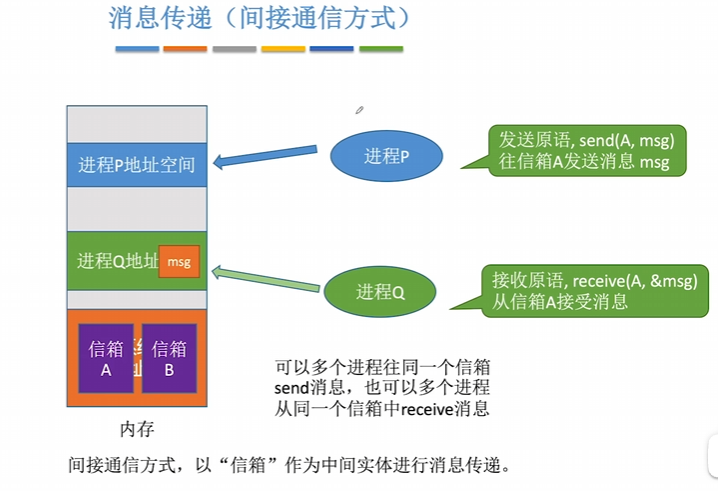 消息传递（间接通信方式）
进程P地址空间
进程P
发送原语, send(A, msg)
往信箱A发送消息 msg
进程Q地址
msg
进程Q
接收原语, receive(A, &msg)
从信箱A接受消息
信箱
A
信箱
B
可以多个进程往同一个信箱
send消息，也可以多个进程
从同一个信箱中receive消息
内存
间接通信方式，以“信箱”作为中间实体进行消息传递。